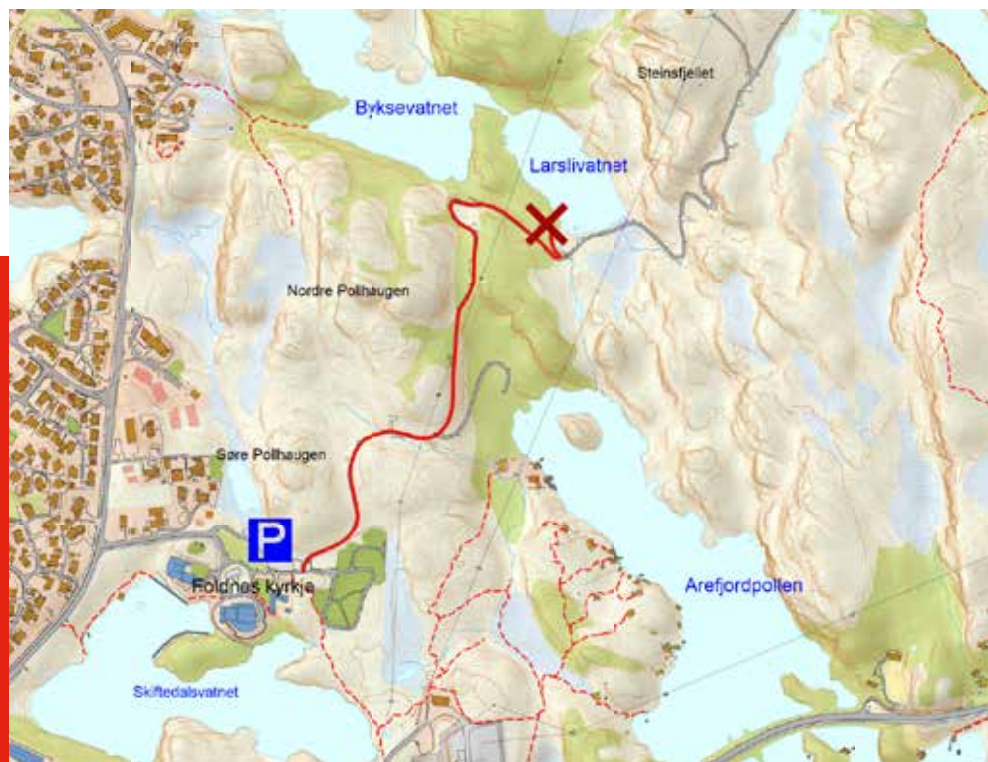 Steinsfjellet
Byksevatnet
Larslivatnet
Nordre Pollhaugen
Søre Pollhaugen
P
Foldnes kyrkje
Arefjordpollen
Skiftedalsvatnet